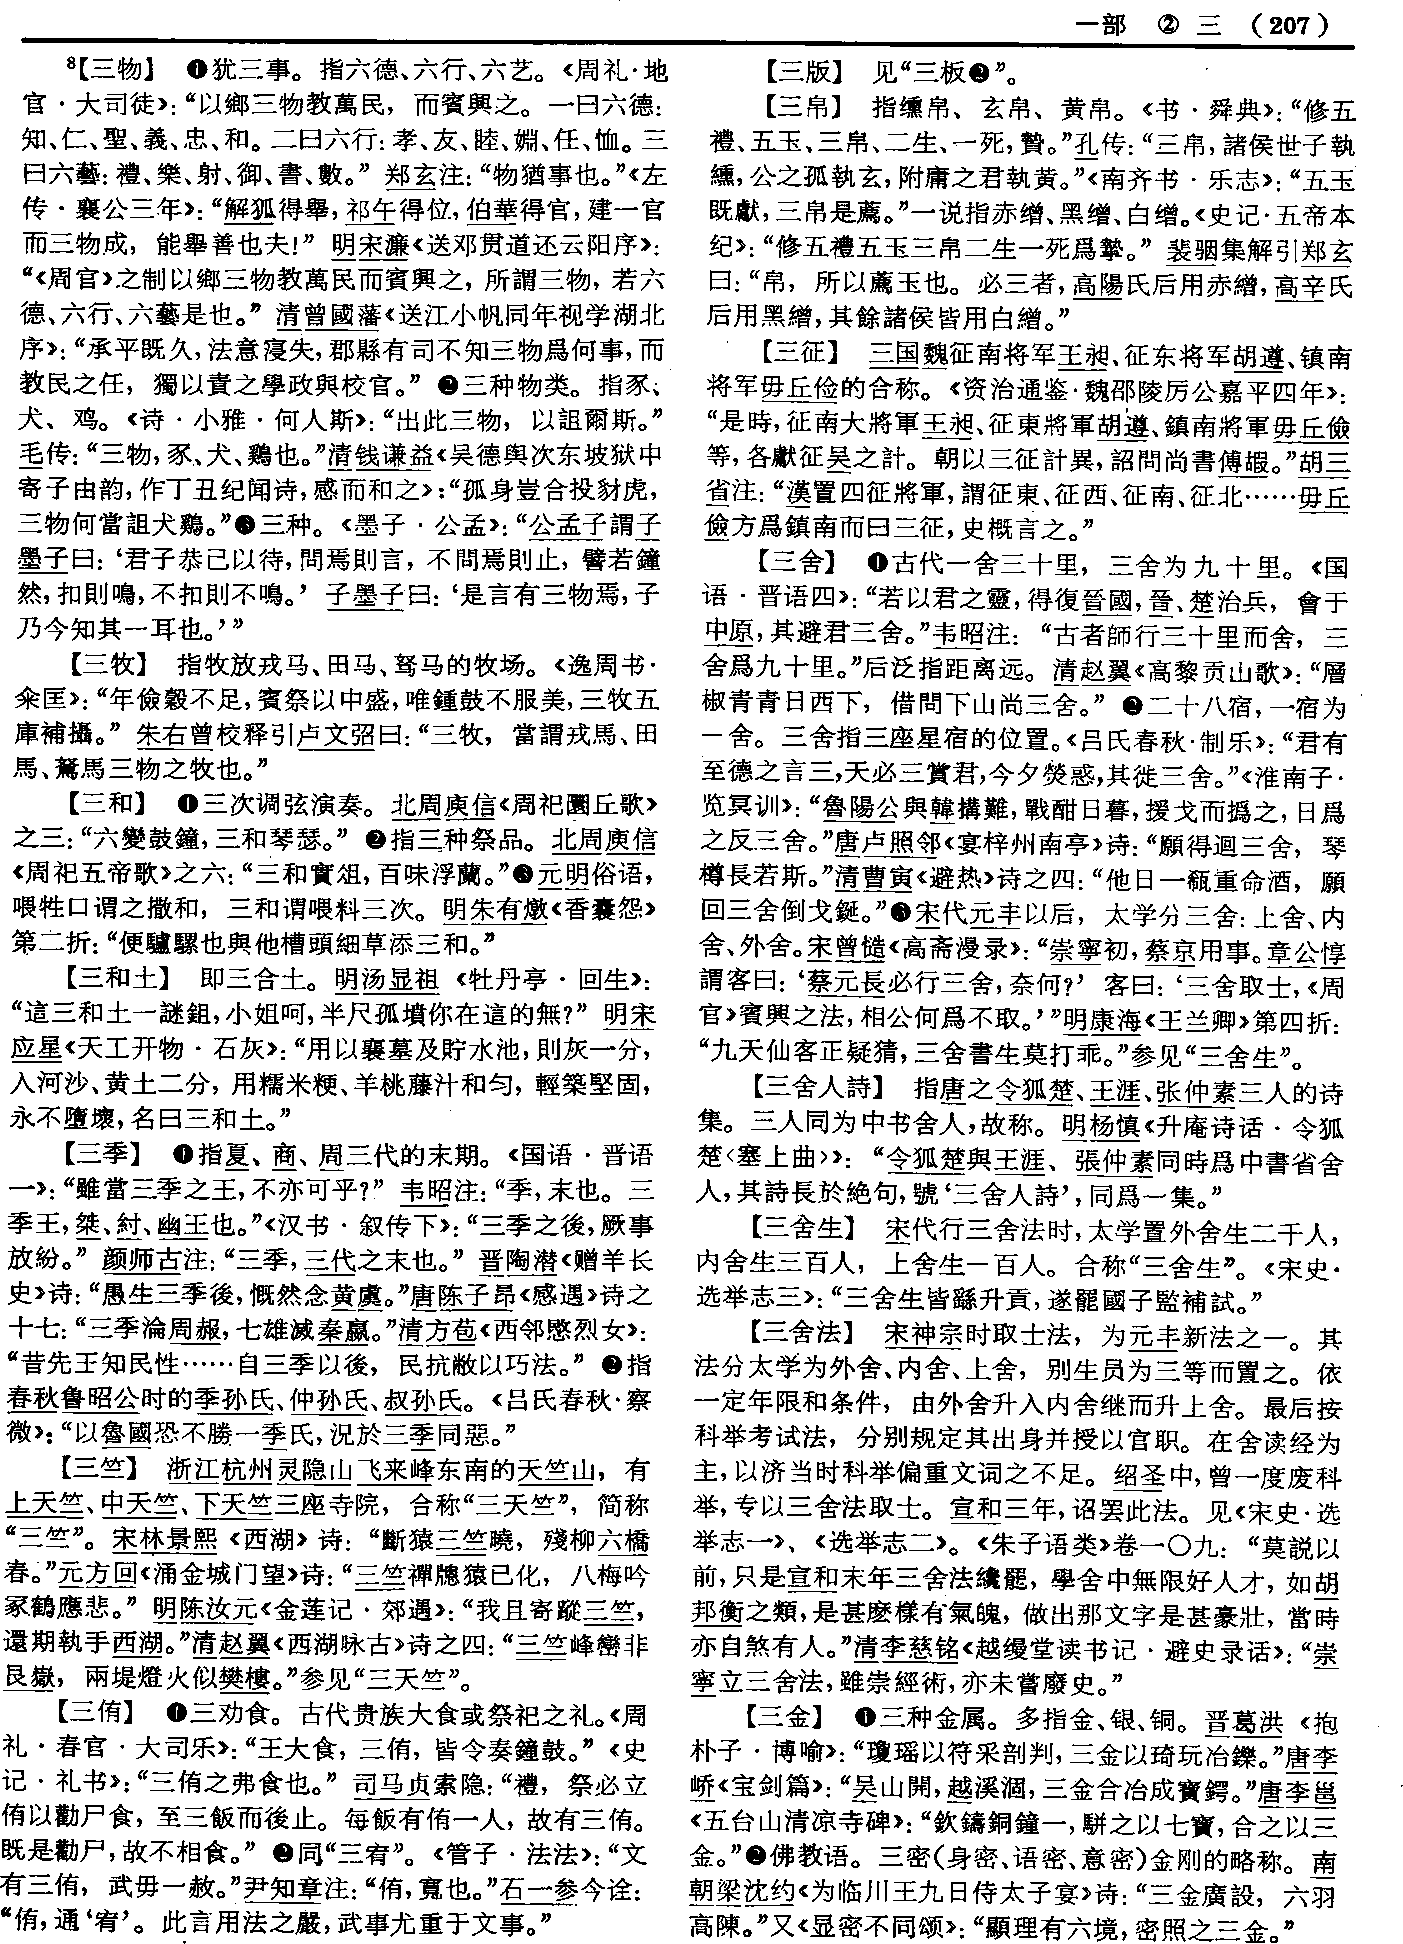 一部 ② 三 （207）
⁸【三物】 ❶犹三事。指六德、六行、六艺。《周礼·地
官·大司徒》：“以鄉三物教萬民，而賓興之。一曰六德：
知、仁、聖、義、忠、和。二曰六行：孝、友、睦、婣、任、恤。三
曰六藝：禮、樂、射、御、書、數。”郑玄注：“物猶事也。”《左
传·襄公三年》：“解狐得舉，祁午得位，伯華得官，建一官
而三物成，能舉善也夫！”明宋濂《送邓贯道还云阳序》：
“《周官》之制以鄉三物教萬民而賓興之，所謂三物，若六
德、六行、六藝是也。”清曾國藩《送江小帆同年视学湖北
序》：“承平既久，法意寖失，郡縣有司不知三物爲何事，而
教民之任，獨以責之學政與校官。”❷三种物类。指豕、
犬、鸡。《诗·小雅·何人斯》：“出此三物，以詛爾斯。”
毛传：“三物，豕、犬、鷄也。”清钱谦益《吴德舆次东坡狱中
寄子由韵，作丁丑纪闻诗，感而和之》：“孤身豈合投豺虎，
三物何當詛犬鷄。”❸三种。《墨子·公孟》：“公孟子謂子
墨子曰：‘君子恭己以待，問焉則言，不問焉則止，譬若鐘
然，扣則鳴，不扣則不鳴。’子墨子曰：‘是言有三物焉，子
乃今知其一耳也。’”
【三牧】 指牧放戎马、田马、驽马的牧场。《逸周书·
籴匡》：“年儉穀不足，賓祭以中盛，唯鍾鼓不服美，三牧五
庫補攝。”朱右曾校释引卢文弨曰：“三牧，當謂戎馬、田
馬、駑馬三物之牧也。”
【三和】 ❶三次调弦演奏。北周庾信《周祀圜丘歌》
之三：“六變鼓鐘，三和琴瑟。”❷指三种祭品。北周庾信
《周祀五帝歌》之六：“三和實俎，百味浮蘭。”❸元明俗语，
喂牲口谓之撒和，三和谓喂料三次。明朱有燉《香囊怨》
第二折：“便驢騾也與他槽頭細草添三和。”
【三和土】 即三合土。明汤显祖《牡丹亭·回生》：
“這三和土一謎鉏，小姐呵，半尺孤墳你在這的無？”明宋
应星《天工开物·石灰》：“用以襄墓及貯水池，則灰一分，
入河沙、黄土二分，用糯米粳、羊桃藤汁和匀，輕築堅固，
永不隳壞，名曰三和土。”
【三季】 ❶指夏、商、周三代的末期。《国语·晋语
一》：“雖當三季之王，不亦可乎？”韦昭注：“季，末也。三
季王，桀、紂、幽王也。”《汉书·叙传下》：“三季之後，厥事
放紛。”颜师古注：“三季，三代之末也。”晋陶潜《赠羊长
史》诗：“愚生三季後，慨然念黄虞。”唐陈子昂《感遇》诗之
十七：“三季淪周赧，七雄滅秦嬴。”清方苞《西邻愍烈女》：
“昔先王知民性……自三季以後，民抗敝以巧法。”❷指
春秋鲁昭公时的季孙氏、仲孙氏、叔孙氏。《吕氏春秋·察
微》：“以魯國恐不勝一季氏，況於三季同惡。”
【三竺】 浙江杭州灵隐山飞来峰东南的天竺山，有
上天竺、中天竺、下天竺三座寺院，合称“三天竺”，简称
“三竺”。宋林景熙《西湖》诗：“斷猿三竺曉，殘柳六橋
春。”元方回《涌金城门望》诗：“三竺禪牕猿已化，八梅吟
冢鶴應悲。”明陈汝元《金莲记·郊遇》：“我且寄蹤三竺，
還期執手西湖。”清赵翼《西湖咏古》诗之四：“三竺峰巒非
艮嶽，兩堤燈火似樊樓。”参见“三天竺”。
【三侑】 ❶三劝食。古代贵族大食或祭祀之礼。《周
礼·春官·大司乐》：“王大食，三侑，皆令奏鐘鼓。”《史
记·礼书》：“三侑之弗食也。”司马贞索隐：“禮，祭必立
侑以勸尸食，至三飯而後止。每飯有侑一人，故有三侑。
既是勸尸，故不相食。”❷同“三宥”。《管子·法法》：“文
有三侑，武毋一赦。”尹知章注：“侑，寬也。”石一参今诠：
“侑，通‘宥’。此言用法之嚴，武事尤重于文事。”
【三版】 见“三板❷”。
【三帛】 指纁帛、玄帛、黄帛。《书·舜典》：“修五
禮、五玉、三帛、二生、一死，贄。”孔传：“三帛，諸侯世子執
纁，公之孤執玄，附庸之君執黄。”《南齐书·乐志》：“五玉
既獻，三帛是薦。”一说指赤缯、黑缯、白缯。《史记·五帝本
纪》：“修五禮五玉三帛二生一死爲摯。”裴骃集解引郑玄
曰：“帛，所以薦玉也。必三者，高陽氏后用赤繒，高辛氏
后用黑繒，其餘諸侯皆用白繒。”
【三征】 三国魏征南将军王昶、征东将军胡遵、镇南
将军毌丘俭的合称。《资治通鉴·魏邵陵厉公嘉平四年》：
“是時，征南大將軍王昶、征東將軍胡遵、鎮南將軍毌丘儉
等，各獻征吴之計。朝以三征計異，詔問尚書傅嘏。”胡三
省注：“漢置四征將軍，謂征東、征西、征南、征北……毌丘
儉方爲鎮南而曰三征，史概言之。”
【三舍】 ❶古代一舍三十里，三舍为九十里。《国
语·晋语四》：“若以君之靈，得復晉國，晉、楚治兵，會于
中原，其避君三舍。”韦昭注：“古者師行三十里而舍，三
舍爲九十里。”后泛指距离远。清赵翼《高黎贡山歌》：“層
椒青青日西下，借問下山尚三舍。”❷二十八宿，一宿为
一舍。三舍指三座星宿的位置。《吕氏春秋·制乐》：“君有
至德之言三，天必三賞君，今夕熒惑，其徙三舍。”《淮南子·
览冥训》：“魯陽公與韓搆難，戰酣日暮，援戈而撝之，日爲
之反三舍。”唐卢照邻《宴梓州南亭》诗：“願得迴三舍，琴
樽長若斯。”清曹寅《避热》诗之四：“他日一瓻重命酒，願
回三舍倒戈鋋。”❸宋代元丰以后，太学分三舍：上舍、内
舍、外舍。宋曾慥《高斋漫录》：“崇寧初，蔡京用事。章公惇
謂客曰：‘蔡元長必行三舍，奈何？’客曰：‘三舍取士，《周
官》賓興之法，相公何爲不取。’”明康海《王兰卿》第四折：
“九天仙客正疑猜，三舍書生莫打乖。”参见“三舍生”。
【三舍人詩】 指唐之令狐楚、王涯、张仲素三人的诗
集。三人同为中书舍人，故称。明杨慎《升庵诗话·令狐
楚〈塞上曲〉》：“令狐楚與王涯、張仲素同時爲中書省舍
人，其詩長於絶句，號‘三舍人詩’，同爲一集。”
【三舍生】 宋代行三舍法时，太学置外舍生二千人，
内舍生三百人，上舍生一百人。合称“三舍生”。《宋史·
选举志三》：“三舍生皆繇升貢，遂罷國子監補試。”
【三舍法】 宋神宗时取士法，为元丰新法之一。其
法分太学为外舍、内舍、上舍，别生员为三等而置之。依
一定年限和条件，由外舍升入内舍继而升上舍。最后按
科举考试法，分别规定其出身并授以官职。在舍读经为
主，以济当时科举偏重文词之不足。绍圣中，曾一度废科
举，专以三舍法取士。宣和三年，诏罢此法。见《宋史·选
举志一》、《选举志二》。《朱子语类》卷一〇九：“莫説以
前，只是宣和末年三舍法纔罷，學舍中無限好人才，如胡
邦衡之類，是甚麽樣有氣魄，做出那文字是甚豪壯，當時
亦自煞有人。”清李慈铭《越缦堂读书记·避史录话》：“崇
寧立三舍法，雖崇經術，亦未嘗廢史。”
【三金】 ❶三种金属。多指金、银、铜。晋葛洪《抱
朴子·博喻》：“瓊瑶以符采剖判，三金以琦玩冶鑠。”唐李
峤《宝剑篇》：“吴山開，越溪涸，三金合冶成寶鍔。”唐李邕
《五台山清凉寺碑》：“欽鑄銅鐘一，駢之以七寶，合之以三
金。”❷佛教语。三密（身密、语密、意密）金刚的略称。南
朝梁沈约《为临川王九日侍太子宴》诗：“三金廣設，六羽
高陳。”又《显密不同颂》：“顯理有六境，密照之三金。”